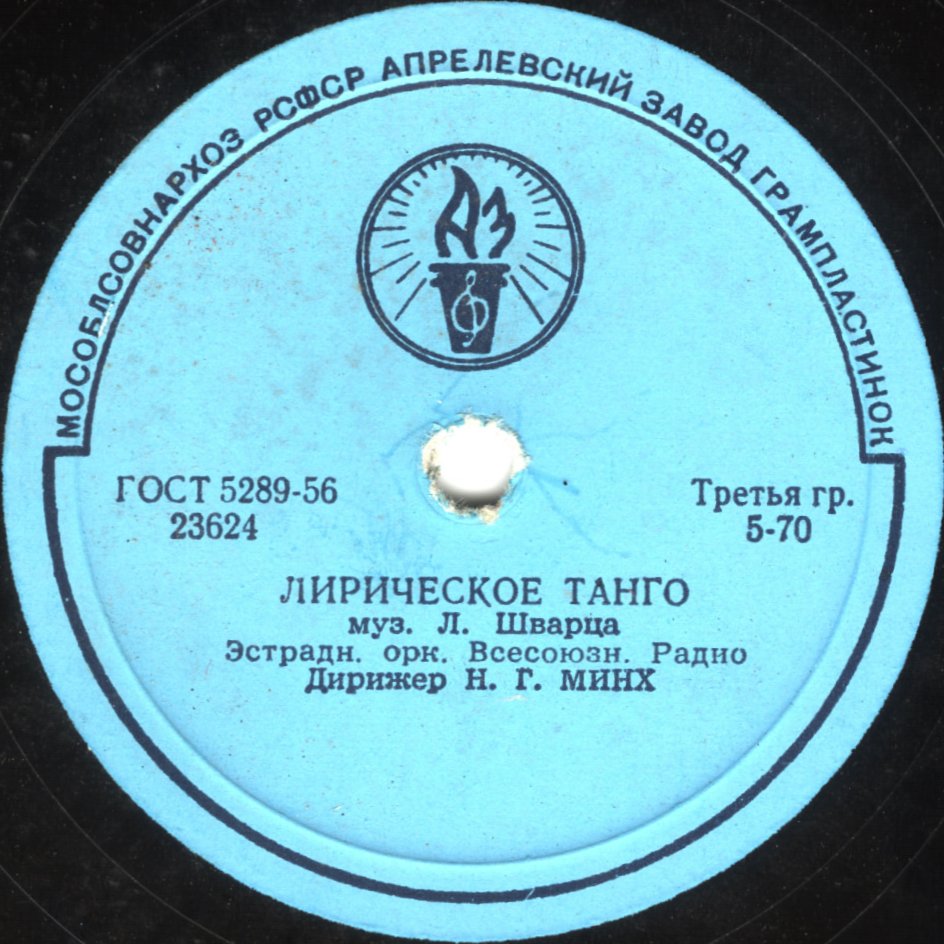 МОСОБЛСОВНАРХОЗ РСФСР АПРЕЛЕВСКИЙ ЗАВОД ГРАМПЛАСТИНОК
АЗ
ГОСТ 5289-56
23624
Третья гр.
5-70
ЛИРИЧЕСКОЕ ТАНГО
муз. Л. Шварца
Эстрадн. орк. Всесоюзн. Радио
Дирижер Н. Г. МИНХ